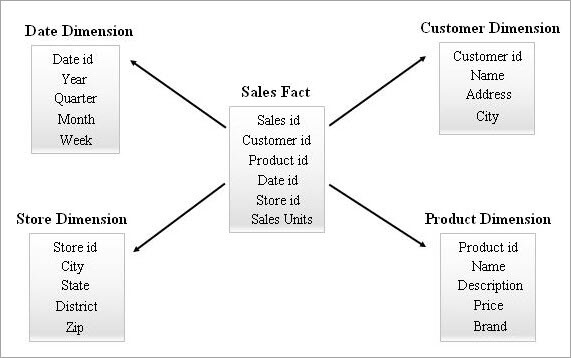 Date Dimension
Date id
Year
Quarter
Month
Week
Customer Dimension
Customer id
Name
Address
City
Sales Fact
Sales id
Customer id
Product id
Date id
Store id
Sales Units
Store Dimension
Store id
City
State
District
Zip
Product Dimension
Product id
Name
Description
Price
Brand